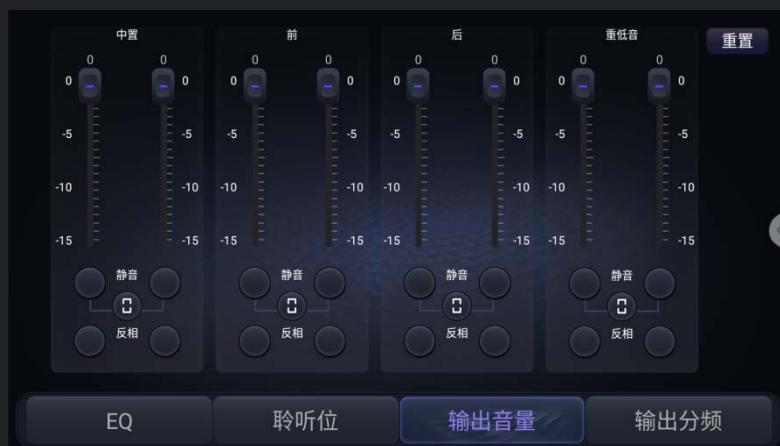 中置 前 后 重低音 重置
0 0 0 0 0 0 0 0
0 0 0 0 0 0 0 0
-5 -5 -5 -5 -5 -5 -5 -5
-10 -10 -10 -10 -10 -10 -10 -10
-15 -15 -15 -15 -15 -15 -15 -15
静音 静音 静音 静音
反相 反相 反相 反相
EQ 聆听位 输出音量 输出分频